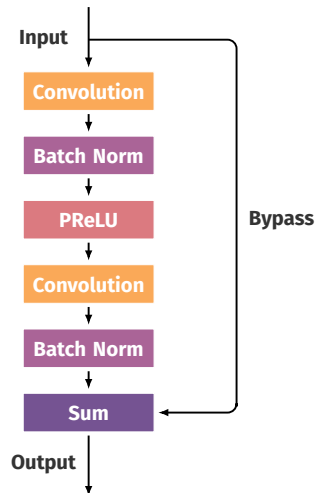 Input
Convolution
Batch Norm
PReLU
Bypass
Convolution
Batch Norm
Sum
Output